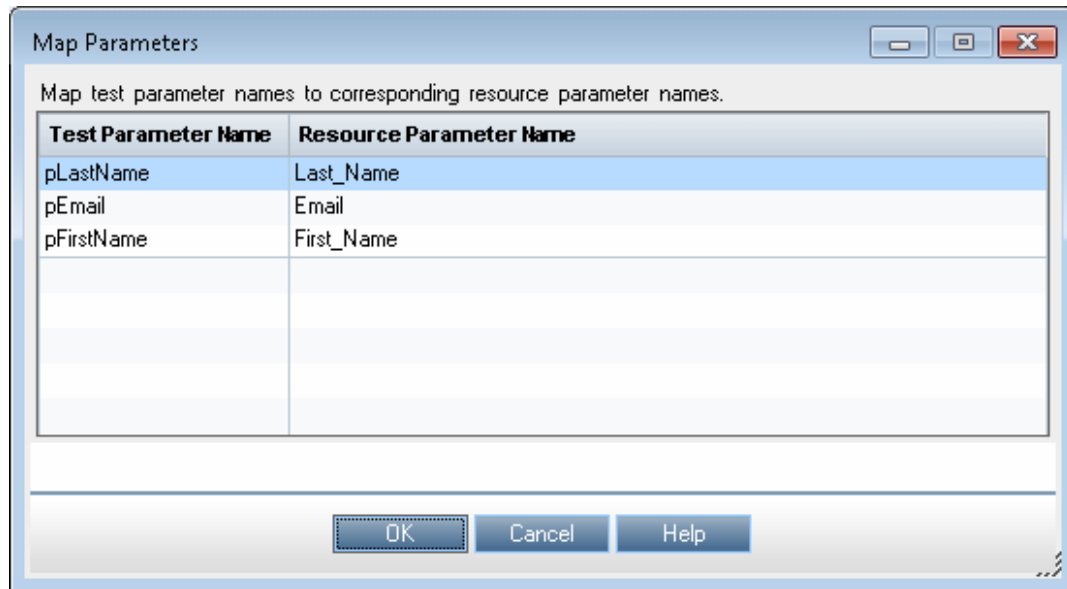 Map Parameters
Map test parameter names to corresponding resource parameter names.
Test Parameter Name Resource Parameter Name
pLastName Last_Name
pEmail Email
pFirstName First_Name
OK Cancel Help